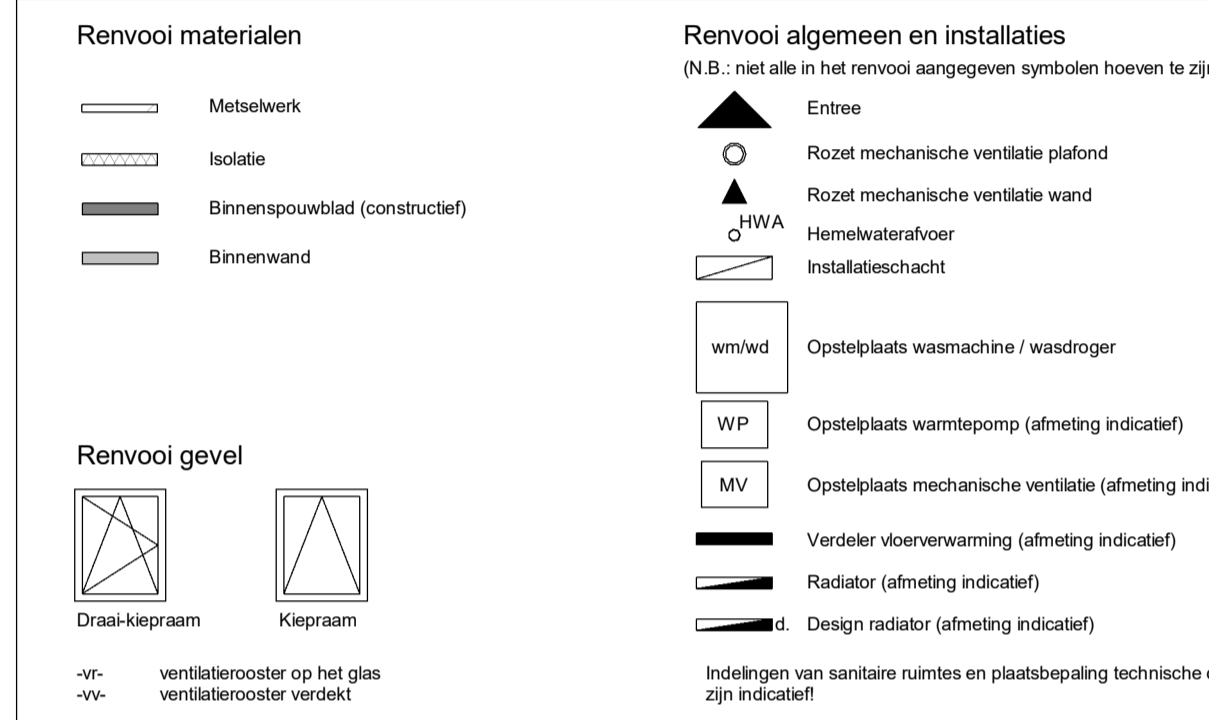 Renvooi materialen
Metselwerk
Isolatie
Binnenspouwblad (constructief)
Binnenwand
Renvooi gevel
Draai-kiepraam
Kiepraam
-vr- ventilatierooster op het glas
-vv- ventilatierooster verdekt
Renvooi algemeen en installaties
(N.B.: niet alle in het renvooi aangegeven symbolen hoeven te
Entree
Rozet mechanische ventilatie plafond
Rozet mechanische ventilatie wand
HWA
Hemelwaterafvoer
Installatieschacht
wm/wd Opstelplaats wasmachine / wasdroger
WP Opstelplaats warmtepomp (afmeting indicatief)
MV Opstelplaats mechanische ventilatie (afmeting
Verdeler vloerverwarming (afmeting indicatief)
Radiator (afmeting indicatief)
d. Design radiator (afmeting indicatief)
Indelingen van sanitaire ruimtes en plaatsbepaling technische
zijn indicatief!